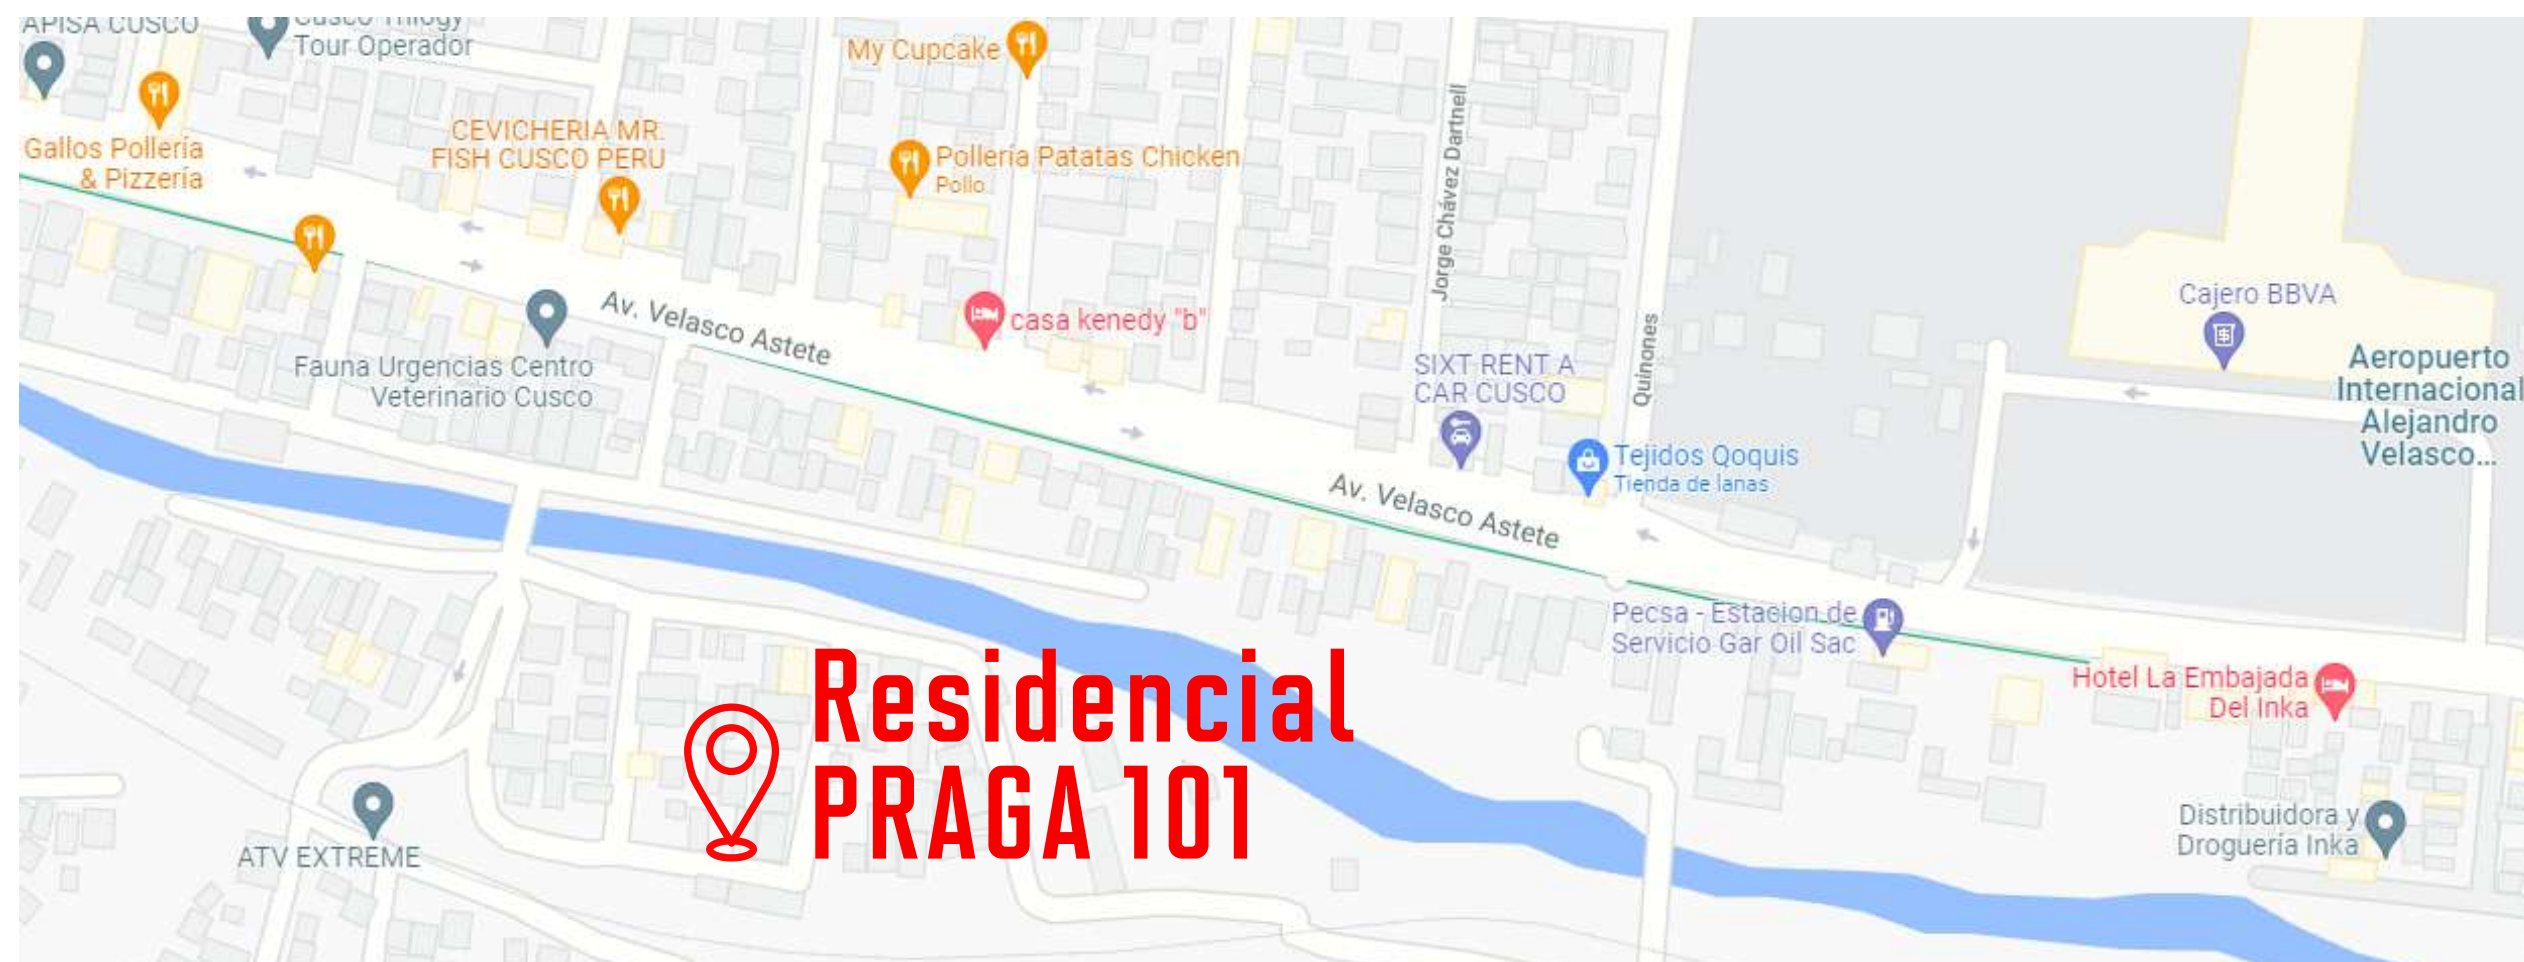 APISA CUSCO
Cusco Trilogy
Tour Operador
My Cupcake
Gallos Pollería
& Pizzería
CEVICHERIA MR.
FISH CUSCO PERU
Pollería Patatas Chicken
Pollo
Jorge Chávez Dartnell
Cajero BBVA
Av. Velasco Astete
casa kenedy "b"
Quinones
Fauna Urgencias Centro
Veterinario Cusco
SIXT RENT A
CAR CUSCO
Aeropuerto
Internacional
Alejandro
Velasco...
Tejidos Qoquis
Tienda de lanas
Av. Velasco Astete
Pecsa - Estacion de
Servicio Gar Oil Sac
Hotel La Embajada
Del Inka
Residencial
PRAGA 101
ATV EXTREME
Distribuidora y
Droguería Inka